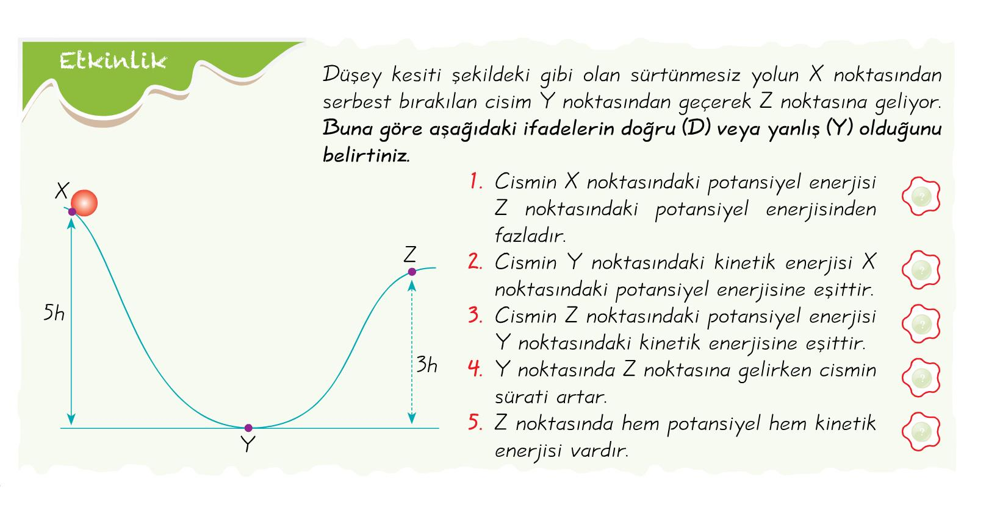 Etkinlik
Düşey kesiti şekildeki gibi olan sürtünmesiz yolun X noktasından
serbest bırakılan cisim Y noktasından geçerek Z noktasına geliyor.
Buna göre aşağıdaki ifadelerin doğru (D) veya yanlış (Y) olduğunu
belirtiniz.
X
Z
5h
3h
Y
1. Cismin X noktasındaki potansiyel enerjisi
Z noktasındaki potansiyel enerjisinden
fazladır.
?
2. Cismin Y noktasındaki kinetik enerjisi X
noktasındaki potansiyel enerjisine eşittir.
?
3. Cismin Z noktasındaki potansiyel enerjisi
Y noktasındaki kinetik enerjisine eşittir.
?
4. Y noktasında Z noktasına gelirken cismin
sürati artar.
?
5. Z noktasında hem potansiyel hem kinetik
enerjisi vardır.
?